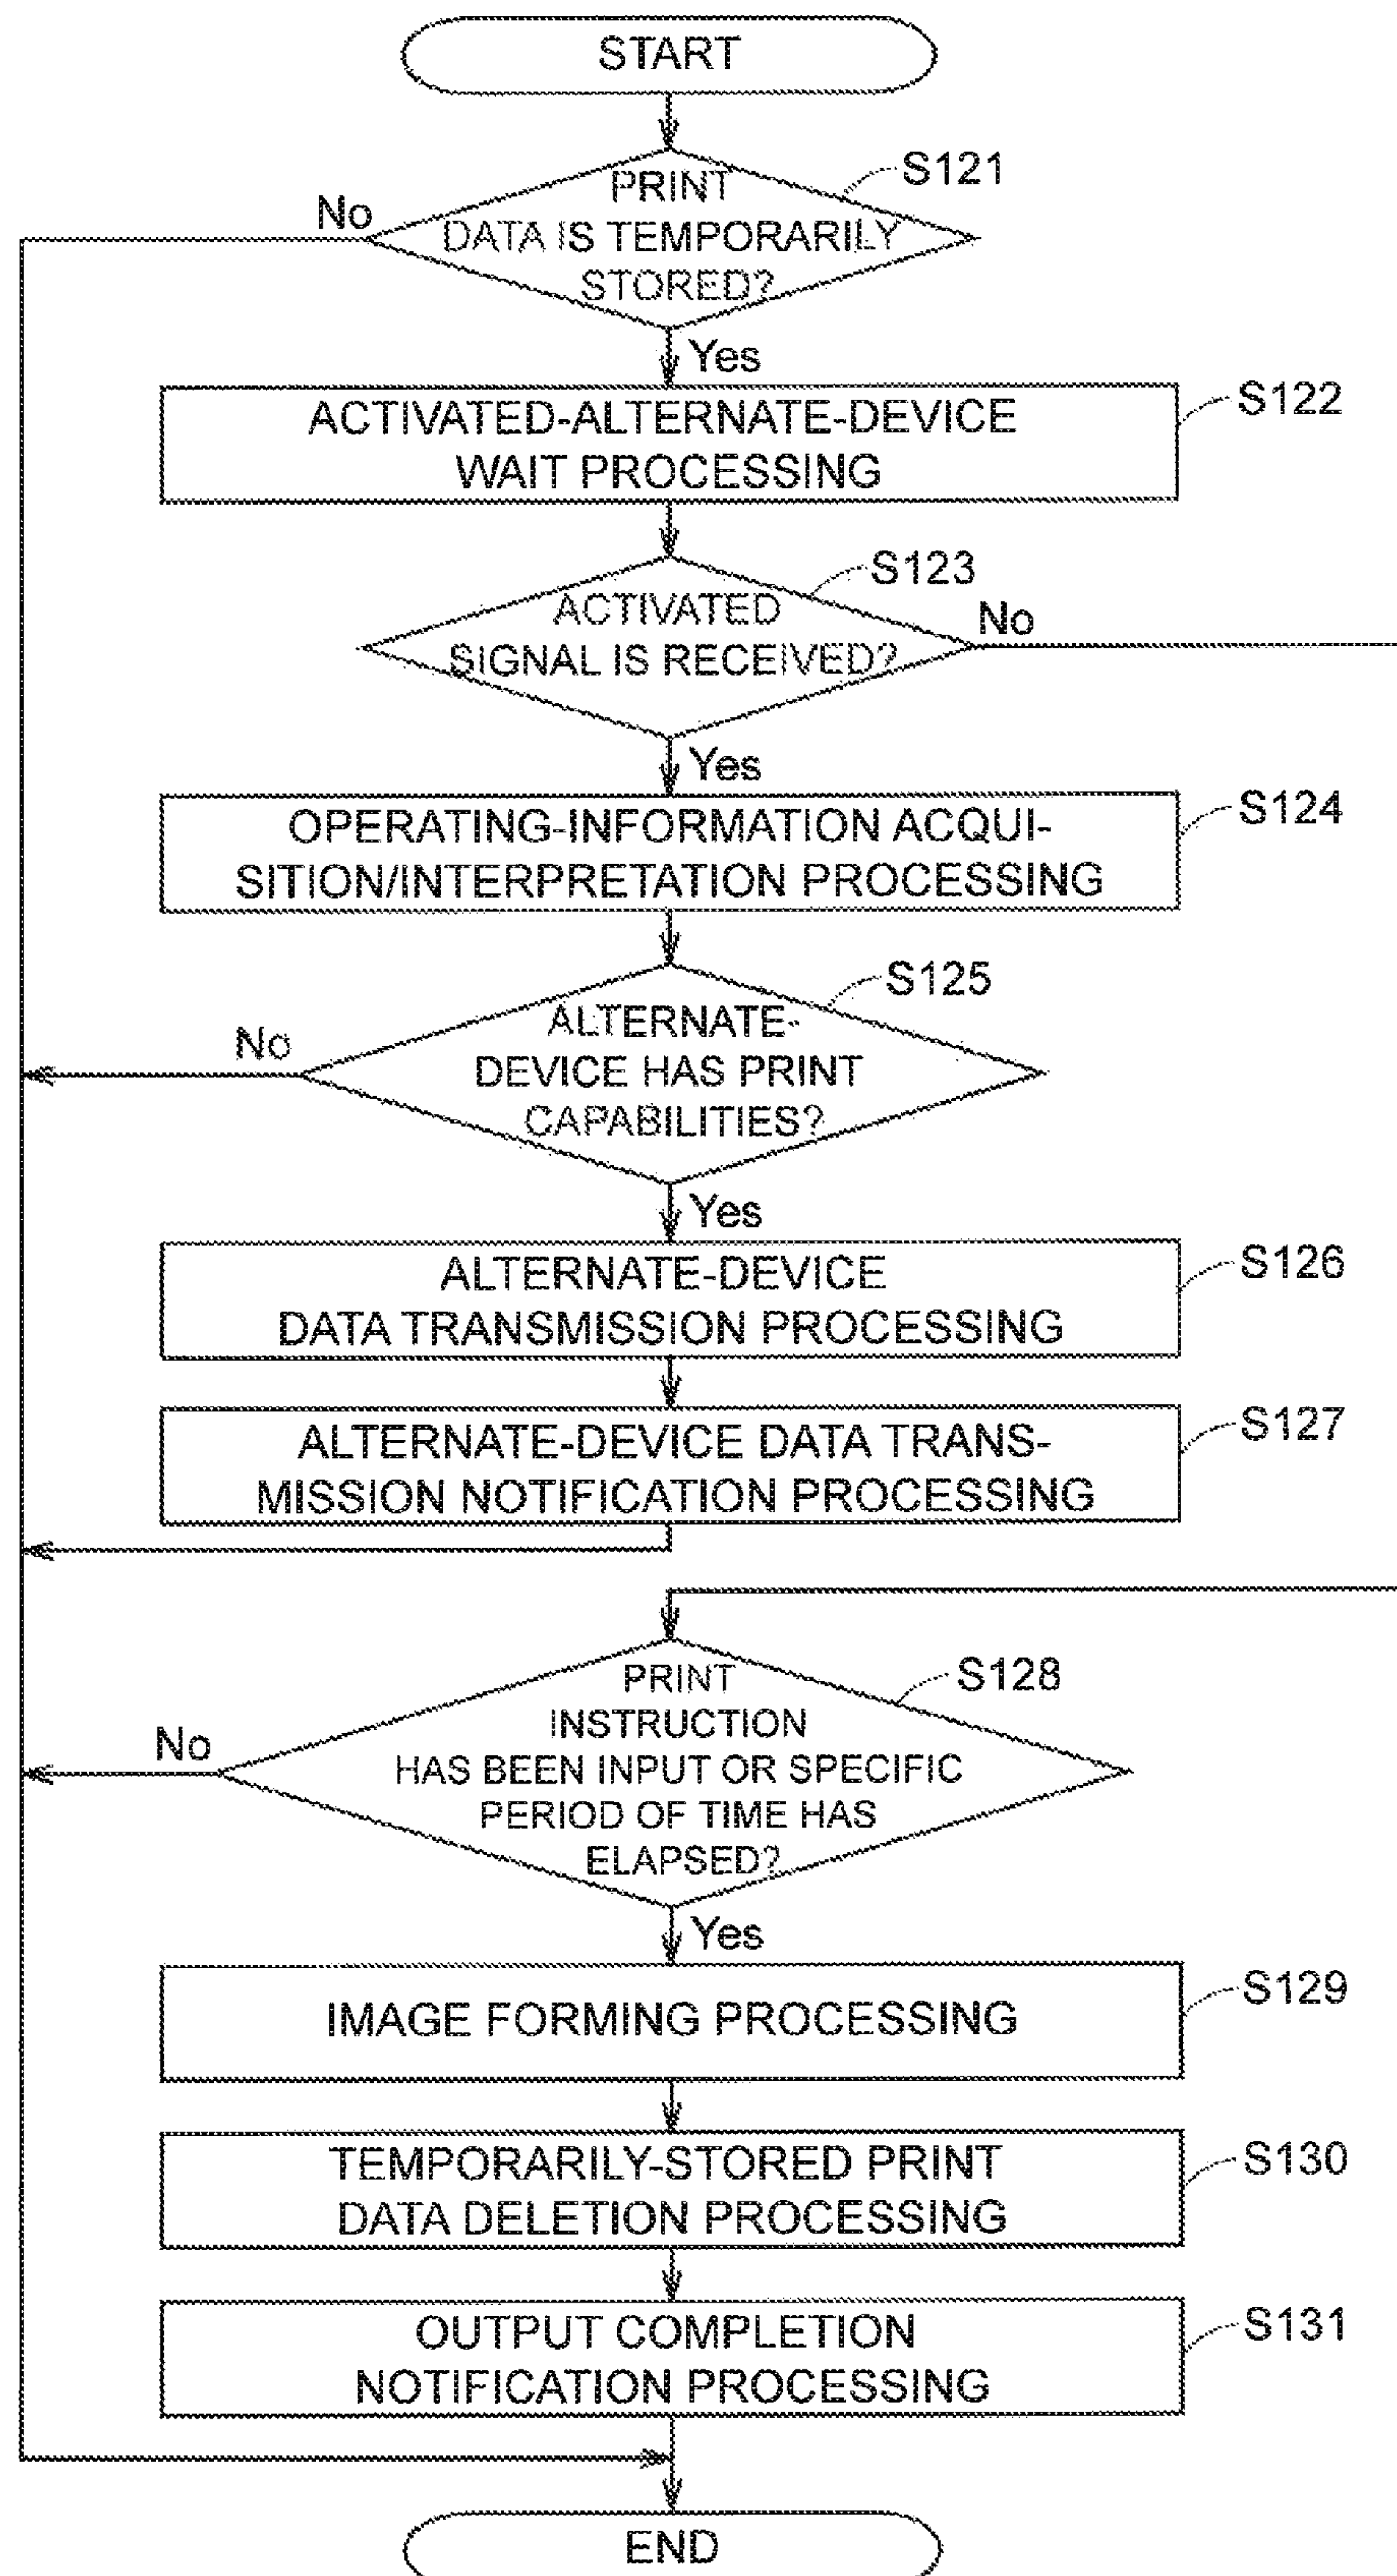 START
S121
PRINT
DATA IS TEMPORARILY
STORED?
No
Yes
S122
ACTIVATED-ALTERNATE-DEVICE
WAIT PROCESSING
S123
ACTIVATED
SIGNAL IS RECEIVED?
No
Yes
S124
OPERATING-INFORMATION ACQUI-
SITION/INTERPRETATION PROCESSING
S125
ALTERNATE-
DEVICE HAS PRINT
CAPABILITIES?
No
Yes
S126
ALTERNATE-DEVICE
DATA TRANSMISSION PROCESSING
S127
ALTERNATE-DEVICE DATA TRANS-
MISSION NOTIFICATION PROCESSING
S128
PRINT
INSTRUCTION
HAS BEEN INPUT OR SPECIFIC
PERIOD OF TIME HAS
ELAPSED?
No
Yes
S129
IMAGE FORMING PROCESSING
S130
TEMPORARILY-STORED PRINT
DATA DELETION PROCESSING
S131
OUTPUT COMPLETION
NOTIFICATION PROCESSING
END